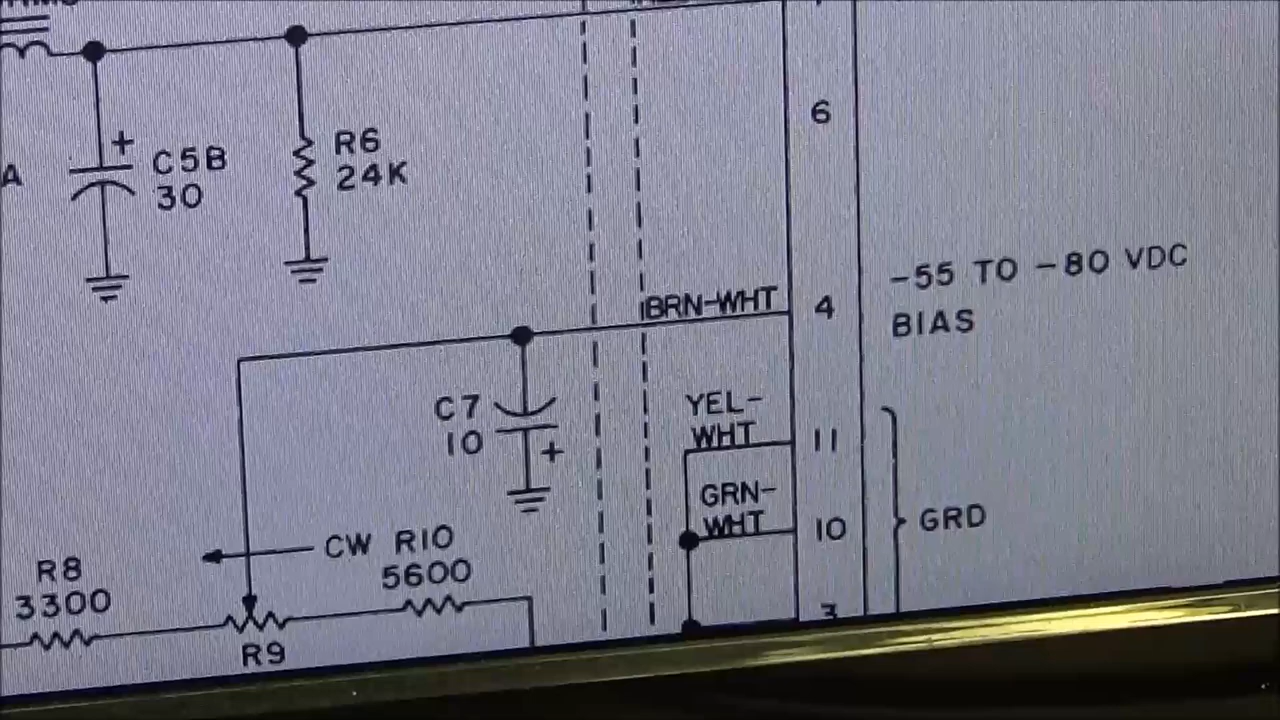 6
+
C5B
30
A
R6
24K
-55 TO -80 VDC
BIAS
BRN-WHT
4
C7
10
+
YEL-
WHT
11
GRN-
WHT
10
GRD
CW R10
5600
R8
3300
R9
3